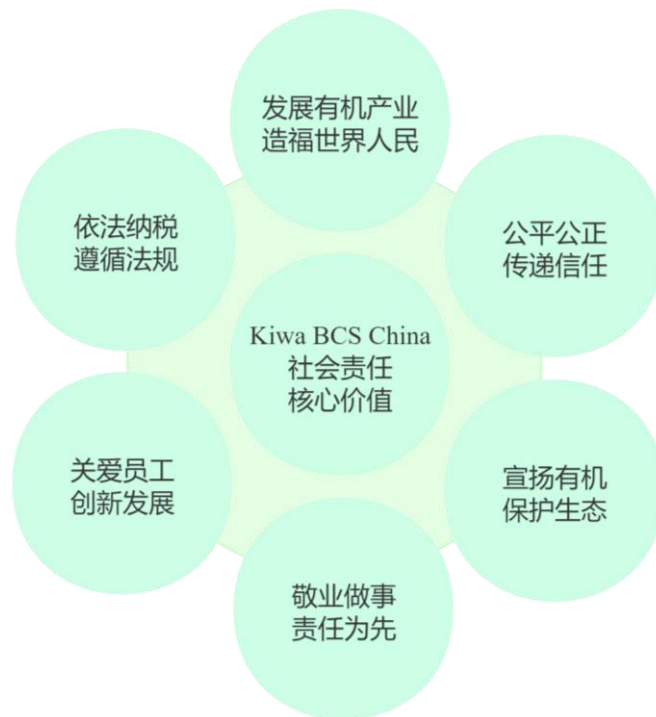 发展有机产业
造福世界人民
公平公正
传递信任
宣扬有机
保护生态
敬业做事
责任为先
关爱员工
创新发展
依法纳税
遵循法规
Kiwa BCS China
社会责任
核心价值